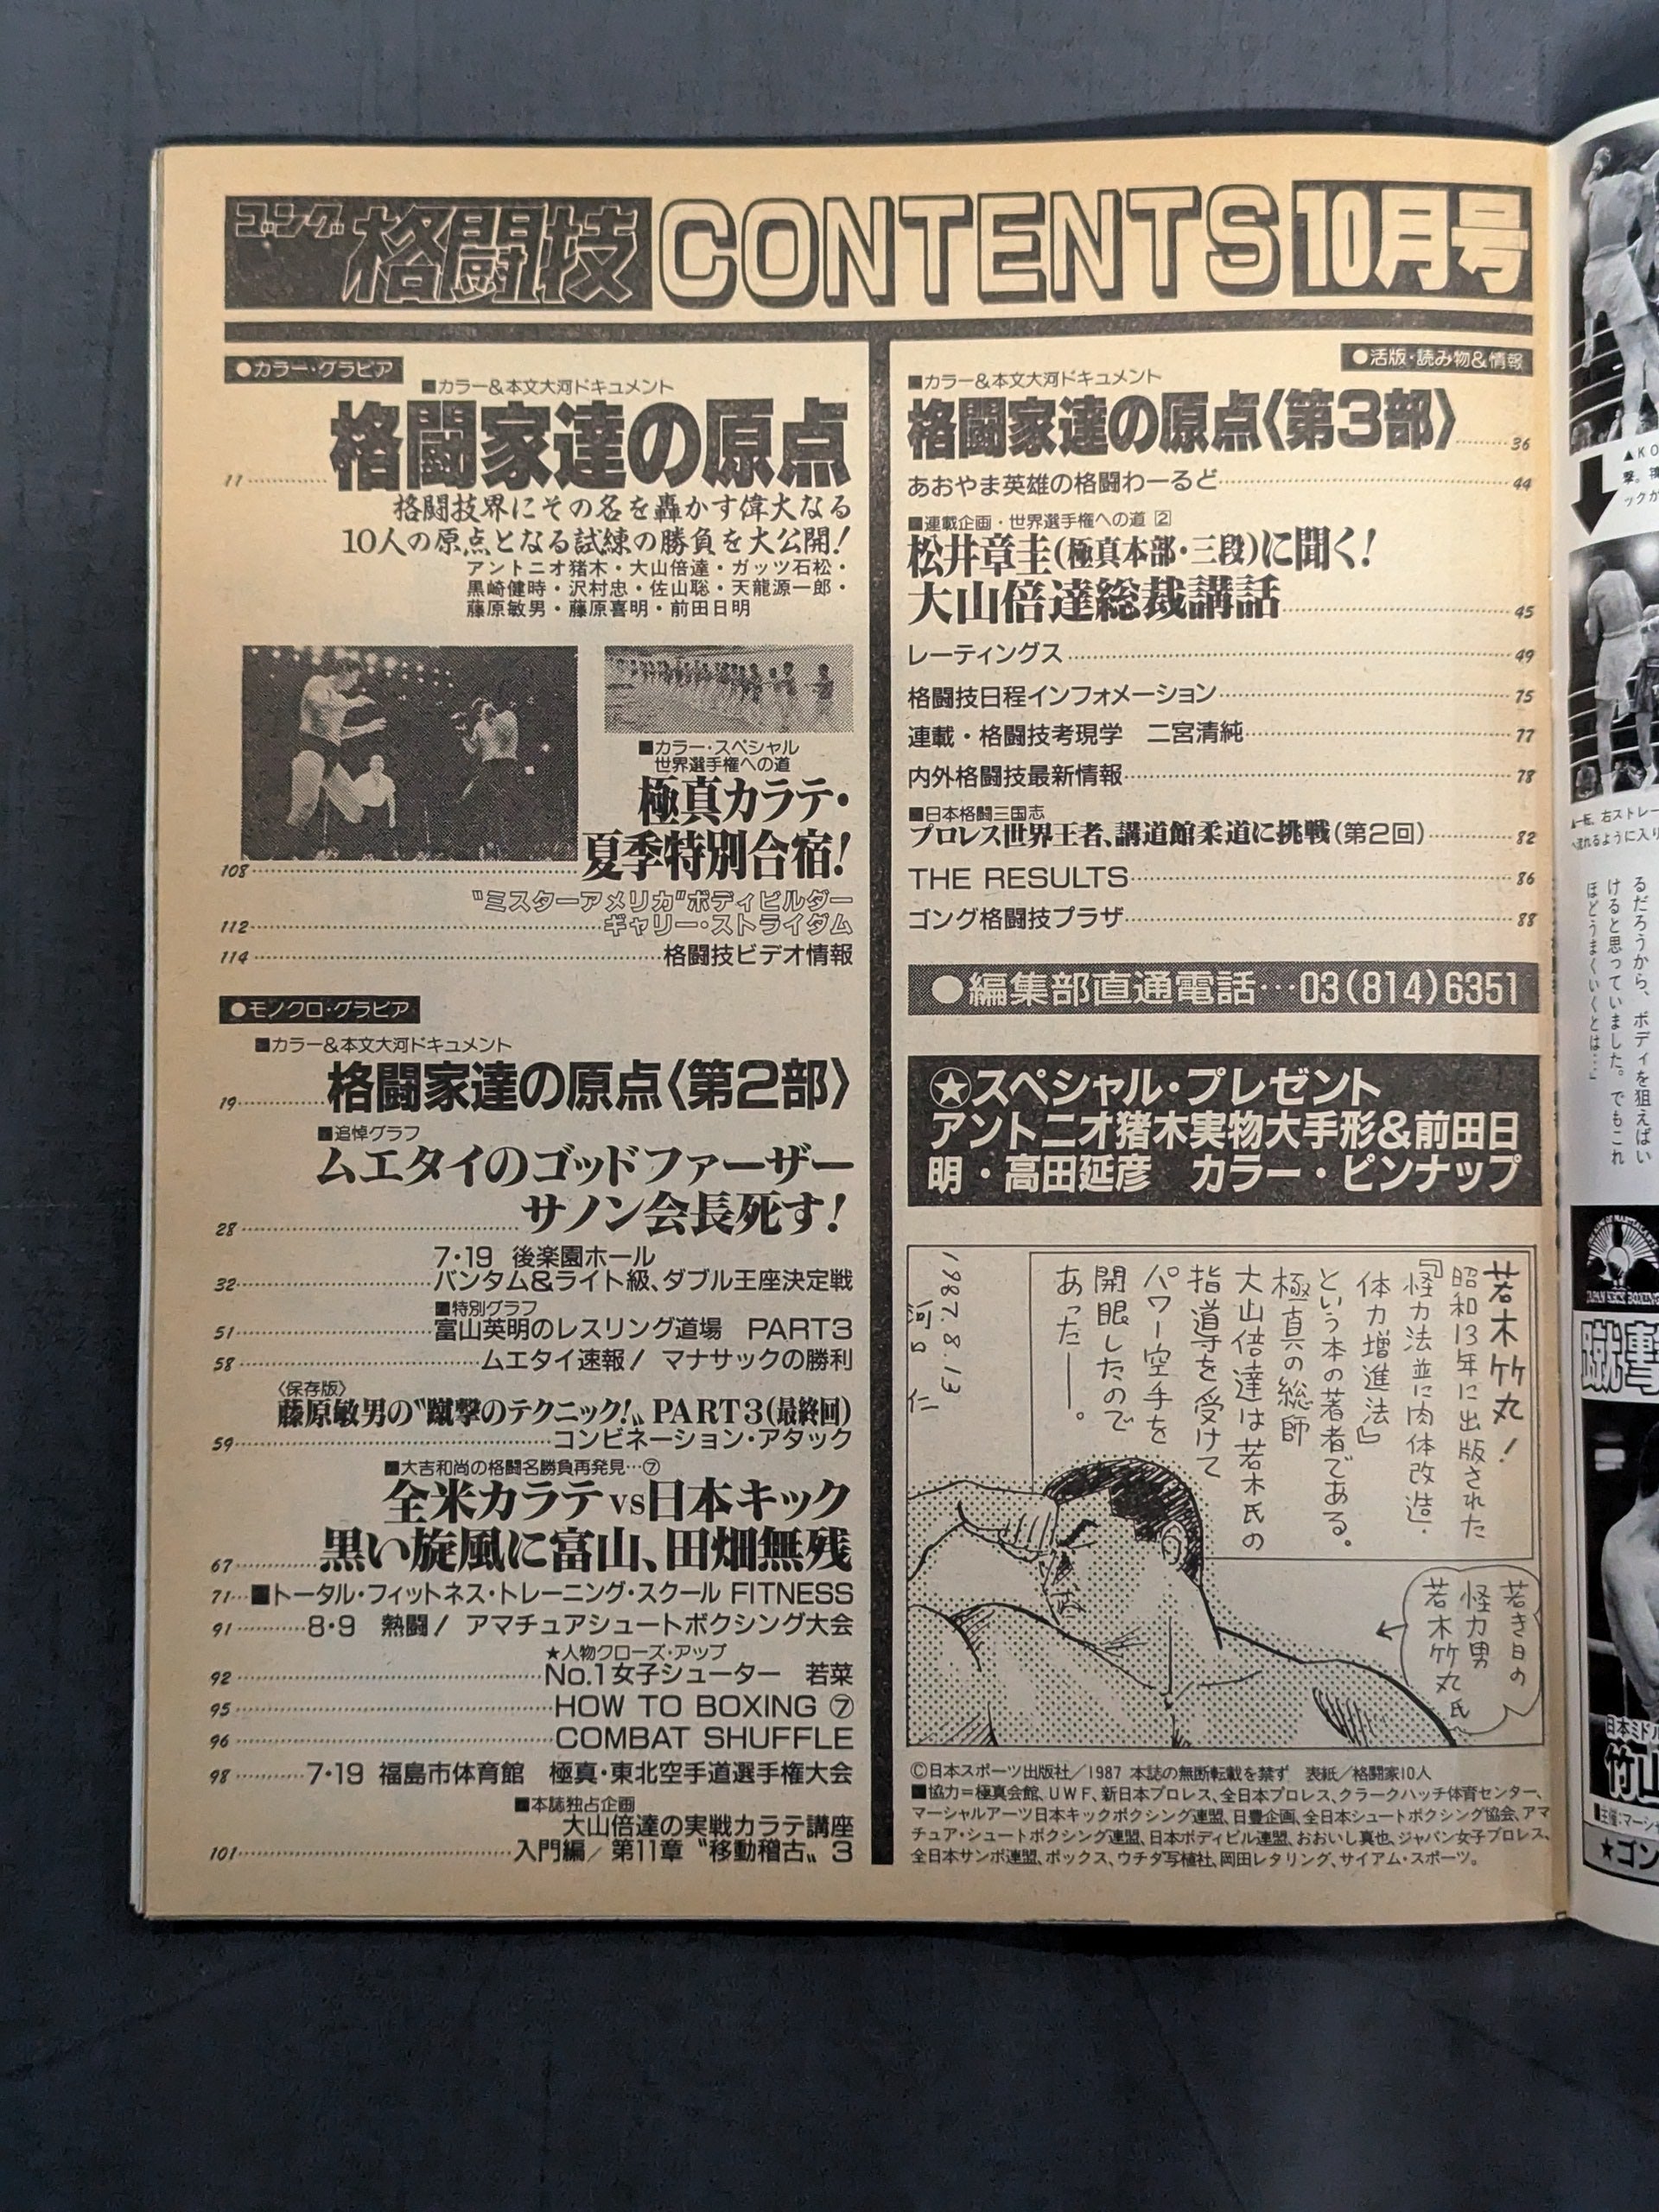 ゴング格闘技 CONTENTS 10月号
●カラー・グラビア
■カラー&本文大河ドキュメント
11 格闘家達の原点
格闘技界にその名を轟かす偉大なる
10人の原点となる試練の勝負を大公開!
アントニオ猪木・大山倍達・ガッツ石松・
黒崎健時・沢村忠・佐山聡・天龍源一郎・
藤原敏男・藤原喜明・前田日明
■カラー・スペシャル
世界選手権への道
極真カラテ・
108 夏季特別合宿!
“ミスターアメリカ”ボディビルダー
112 ギャリー・ストライダム
114 格闘技ビデオ情報
●モノクロ・グラビア
■カラー&本文大河ドキュメント
19 格闘家達の原点〈第2部〉
■追悼グラフ
ムエタイのゴッドファーザー
28 サノン会長死す!
7・19 後楽園ホール
32 バンタム&ライト級、ダブル王座決定戦
■特別グラフ
51 富山英明のレスリング道場 PART3
58 ムエタイ速報! マナサックの勝利
〈保存版〉
藤原敏男の〝蹴撃のテクニック!〟PART3(最終回)
59 コンビネーション・アタック
■大吉和尚の格闘名勝負再発見…⑦
全米カラテvs日本キック
67 黒い旋風に富山、田畑無残
71 ■トータル・フィットネス・トレーニング・スクール FITNESS
91 8・9 熱闘! アマチュアシュートボクシング大会
★人物クローズ・アップ
92 No.1女子シューター 若菜
95 HOW TO BOXING ⑦
96 COMBAT SHUFFLE
98 7・19 福島市体育館 極真・東北空手道選手権大会
■本誌独占企画
大山倍達の実戦カラテ講座
101 入門編/第11章〝移動稽古〟3
●活版・読み物&情報
■カラー&本文大河ドキュメント
格闘家達の原点〈第3部〉 36
あおやま英雄の格闘わーるど 44
■連載企画・世界選手権への道 2
松井章圭(極真本部・三段)に聞く!
大山倍達総裁講話 45
レーティングス 49
格闘技日程インフォメーション 75
連載・格闘技考現学 二宮清純 77
内外格闘技最新情報 78
■日本格闘三国志
プロレス世界王者、講道館柔道に挑戦(第2回) 82
THE RESULTS 86
ゴング格闘技プラザ 88
●編集部直通電話…03(814)6351
★スペシャル・プレゼント
アントニオ猪木実物大手形&前田日
明・高田延彦 カラー・ピンナップ
若木竹丸!
昭和13年に出版された
『怪力法並に肉体改造・
体力増進法』
という本の著者である。
極真の総師
大山倍達は若木氏の
指導等を受けて
パワー空手を
開眼したので
あった――。
1987.8.13
若き日の
怪力男
若木竹丸氏
©日本スポーツ出版社/1987 本誌の無断転載を禁ず 表紙/格闘家10人
■協力=極真会館、UWF、新日本プロレス、全日本プロレス、クラークハッチ体育センター、
マーシャルアーツ日本キックボクシング連盟、日豊企画、全日本シュートボクシング協会、アマ
チュア・シュートボクシング連盟、日本ボディビル連盟、おおいし真也、ジャパン女子プロレス、
全日本サンボ連盟、ボックス、ウチダ写植社、岡田レタリング、サイアム・スポーツ。
るだろうから、ボディを狙えばい
けると思っていました。でもこれ
ほどうまくいくとは…」